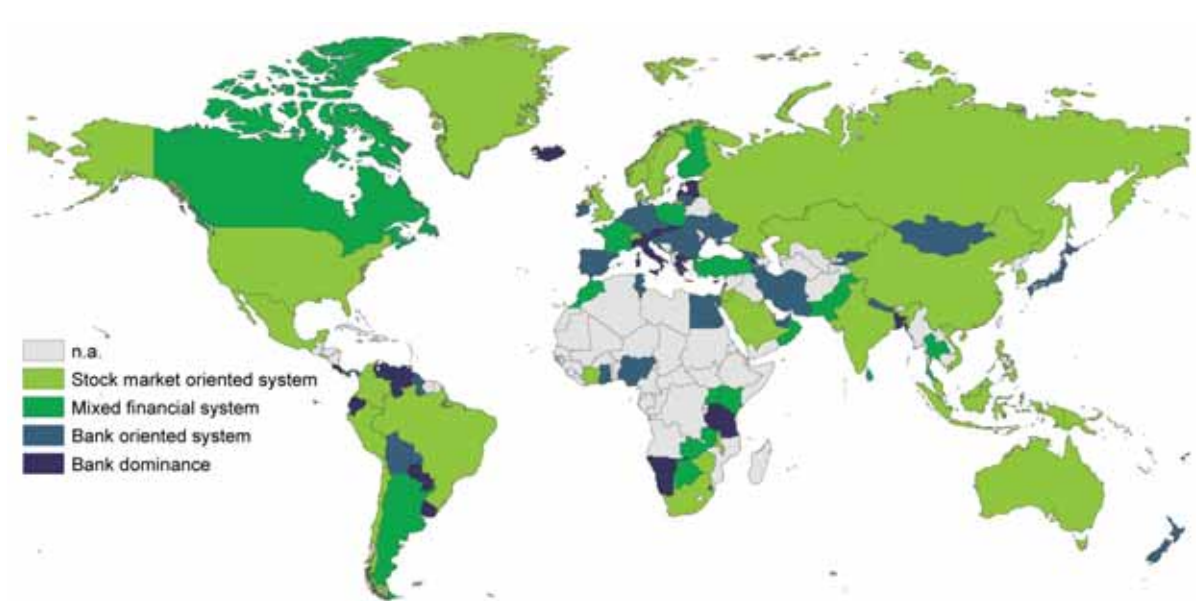 n.a.
Stock market oriented system
Mixed financial system
Bank oriented system
Bank dominance